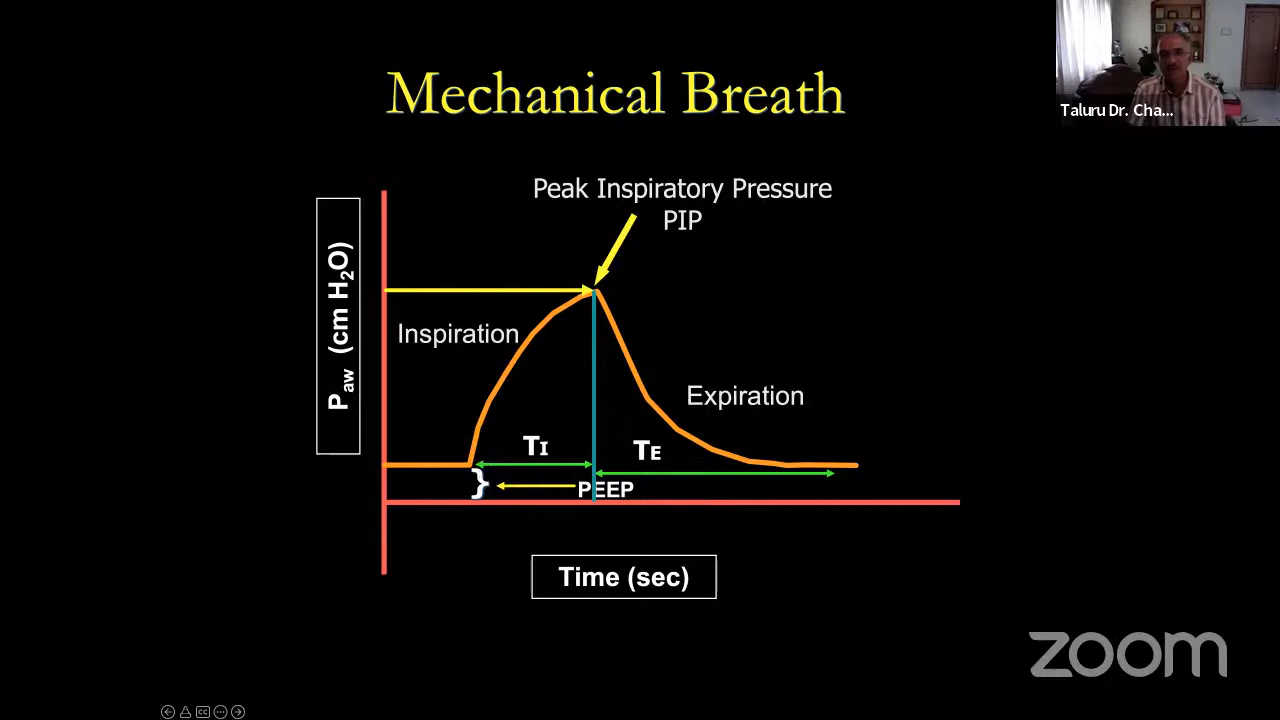 Mechanical Breath
Taluru Dr. Cha...
Peak Inspiratory Pressure
PIP
Paw (cm H2O)
Inspiration
Expiration
TI
TE
PEEP
Time (sec)
zoom
CC